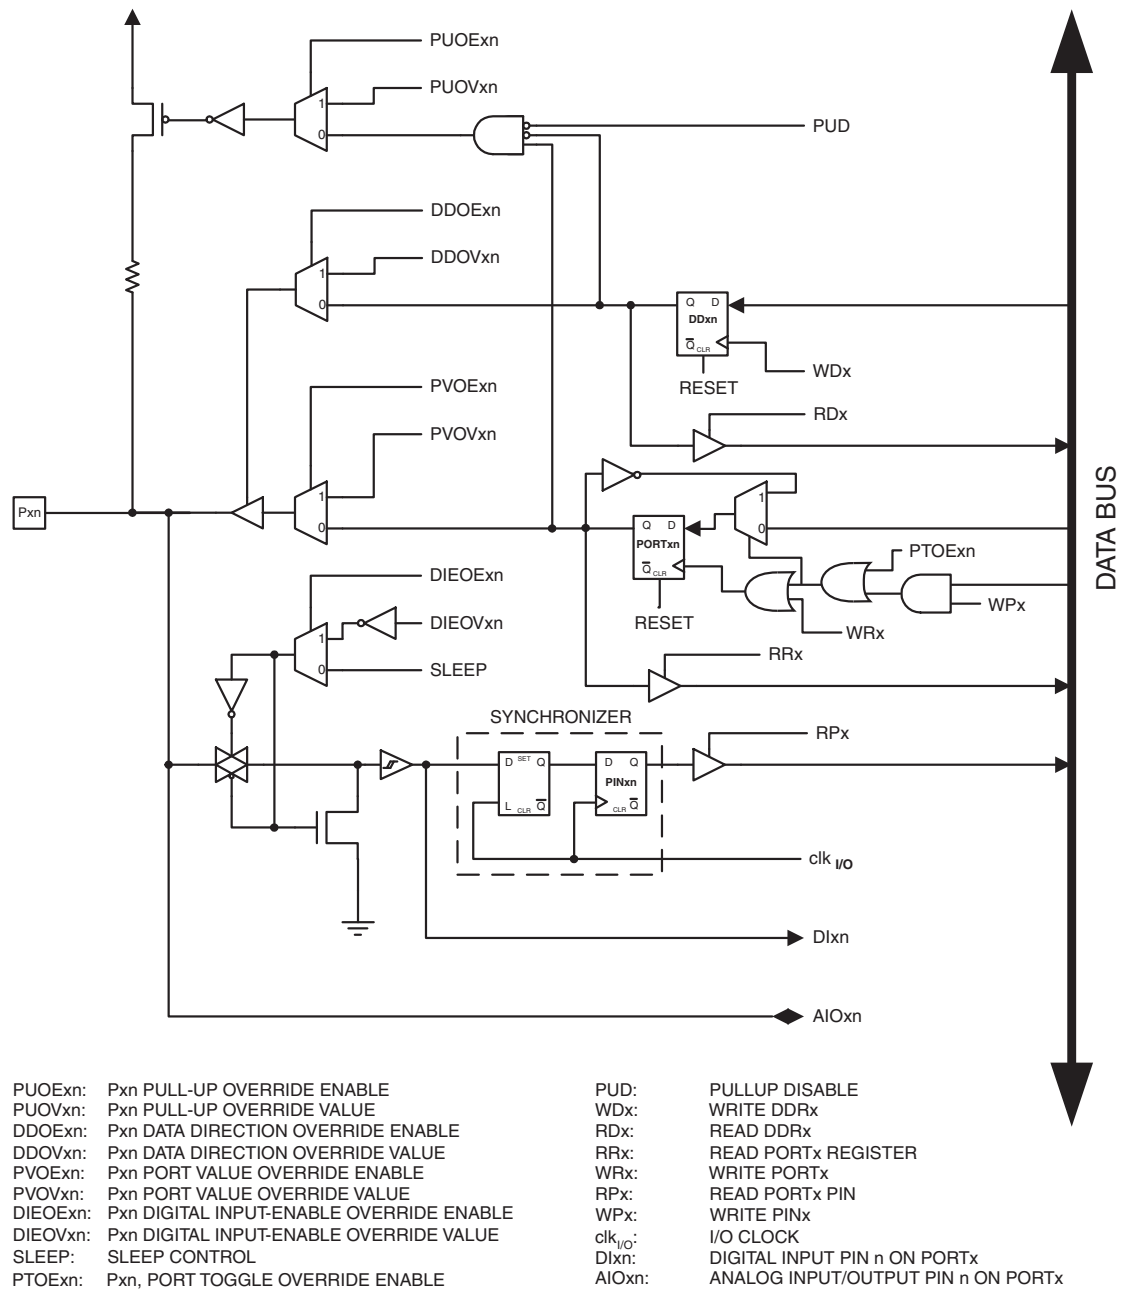 PUOExn
PUOVxn
1
0
PUD
DDOExn
DDOVxn
1
0
Q D
DDxn
Q CLR
WDx
RESET
PVOExn
RDx
PVOVxn
DATA BUS
1
0
Pxn
1
0
Q D
PORTxn
Q CLR
PTOExn
WPx
RESET
WRx
DIEOExn
DIEOVxn
1
0
SLEEP
RRx
SYNCHRONIZER
RPx
D SET Q
L CLR Q
D Q
PINxn
CLR Q
clk I/O
DIxn
AIOxn
PUOExn: Pxn PULL-UP OVERRIDE ENABLE
PUOVxn: Pxn PULL-UP OVERRIDE VALUE
DDOExn: Pxn DATA DIRECTION OVERRIDE ENABLE
DDOVxn: Pxn DATA DIRECTION OVERRIDE VALUE
PVOExn: Pxn PORT VALUE OVERRIDE ENABLE
PVOVxn: Pxn PORT VALUE OVERRIDE VALUE
DIEOExn: Pxn DIGITAL INPUT-ENABLE OVERRIDE ENABLE
DIEOVxn: Pxn DIGITAL INPUT-ENABLE OVERRIDE VALUE
SLEEP: SLEEP CONTROL
PTOExn: Pxn, PORT TOGGLE OVERRIDE ENABLE
PUD: PULLUP DISABLE
WDx: WRITE DDRx
RDx: READ DDRx
RRx: READ PORTx REGISTER
WRx: WRITE PORTx
RPx: READ PORTx PIN
WPx: WRITE PINx
clk I/O: I/O CLOCK
DIxn: DIGITAL INPUT PIN n ON PORTx
AIOxn: ANALOG INPUT/OUTPUT PIN n ON PORTx